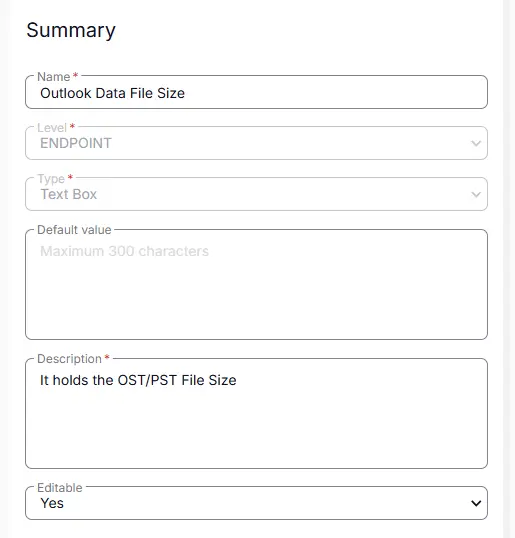 Summary
Name *
Outlook Data File Size
Level *
ENDPOINT
Type *
Text Box
Default value
Maximum 300 characters
Description *
It holds the OST/PST File Size
Editable
Yes